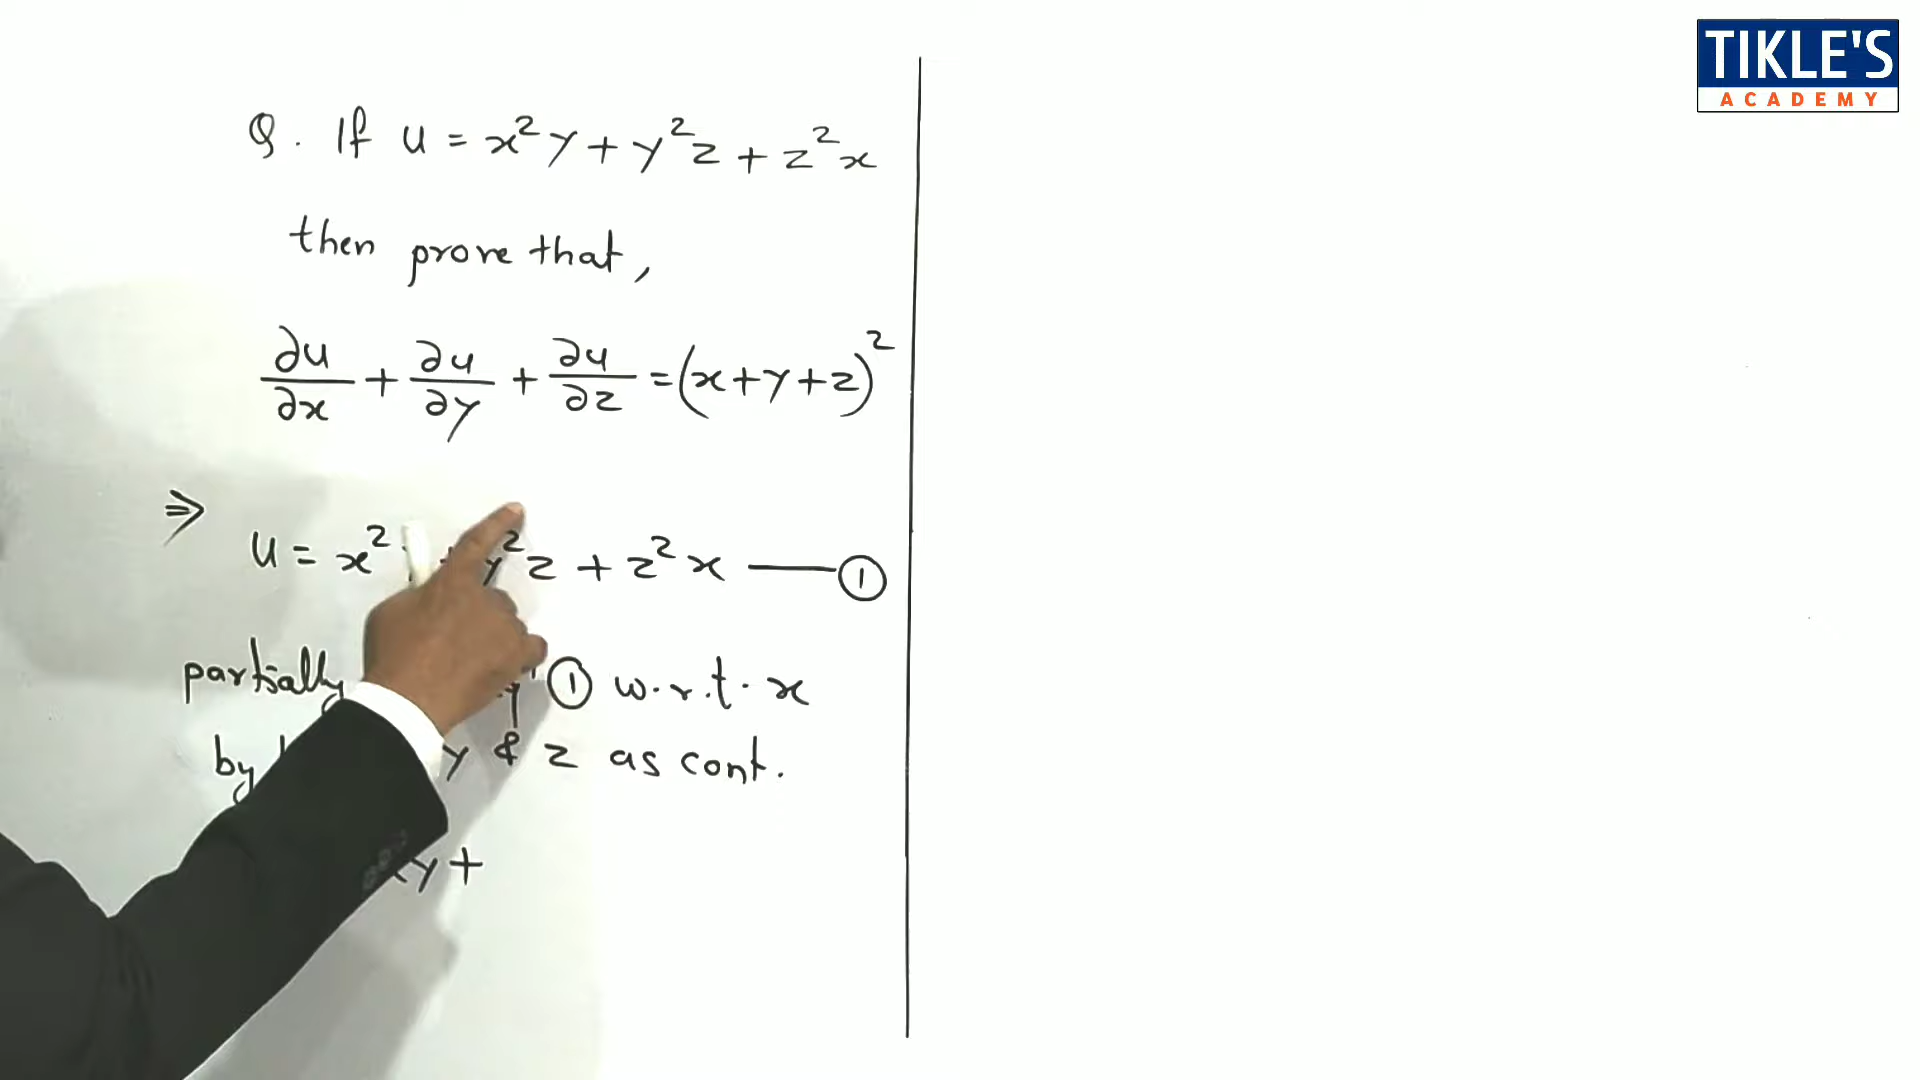 Q. If u = x²y + y²z + z²x
then prove that,
∂u/∂x + ∂u/∂y + ∂u/∂z = (x+y+z)²
⇒ u = x² + y²z + z²x —— ①
partially ① w.r.t. x
by y & z as cont.
y +
TIKLE'S
ACADEMY